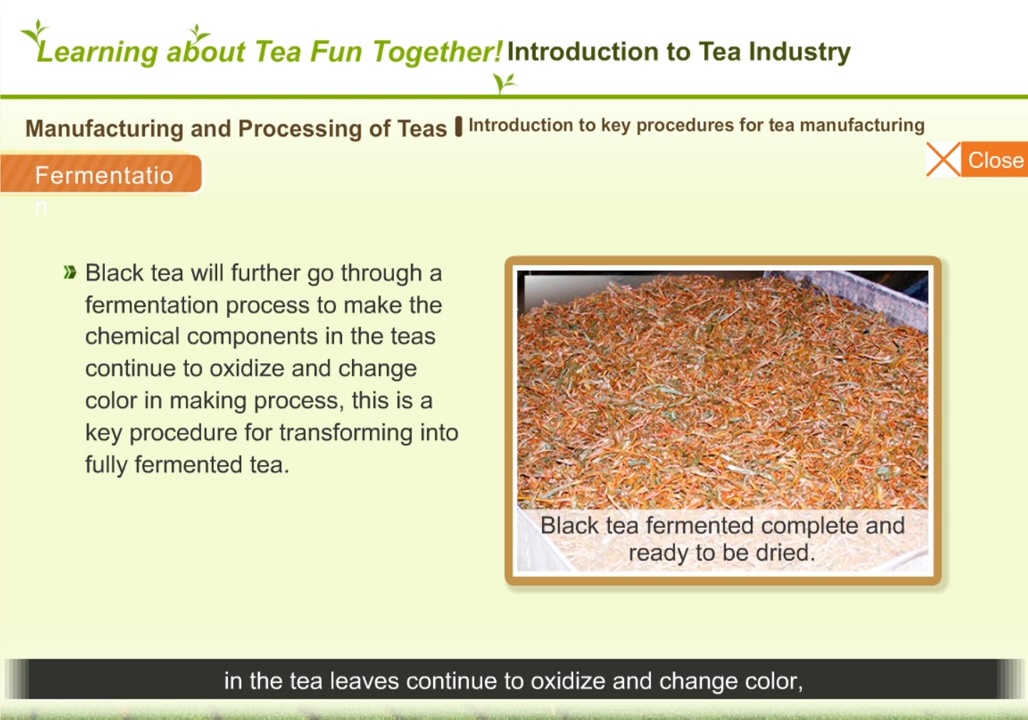 Learning about Tea Fun Together! Introduction to Tea Industry
Manufacturing and Processing of Teas Introduction to key procedures for tea manufacturing
Close
Fermentatio
n
Black tea will further go through a
fermentation process to make the
chemical components in the teas
continue to oxidize and change
color in making process, this is a
key procedure for transforming into
fully fermented tea.
Black tea fermented complete and
ready to be dried.
in the tea leaves continue to oxidize and change color,